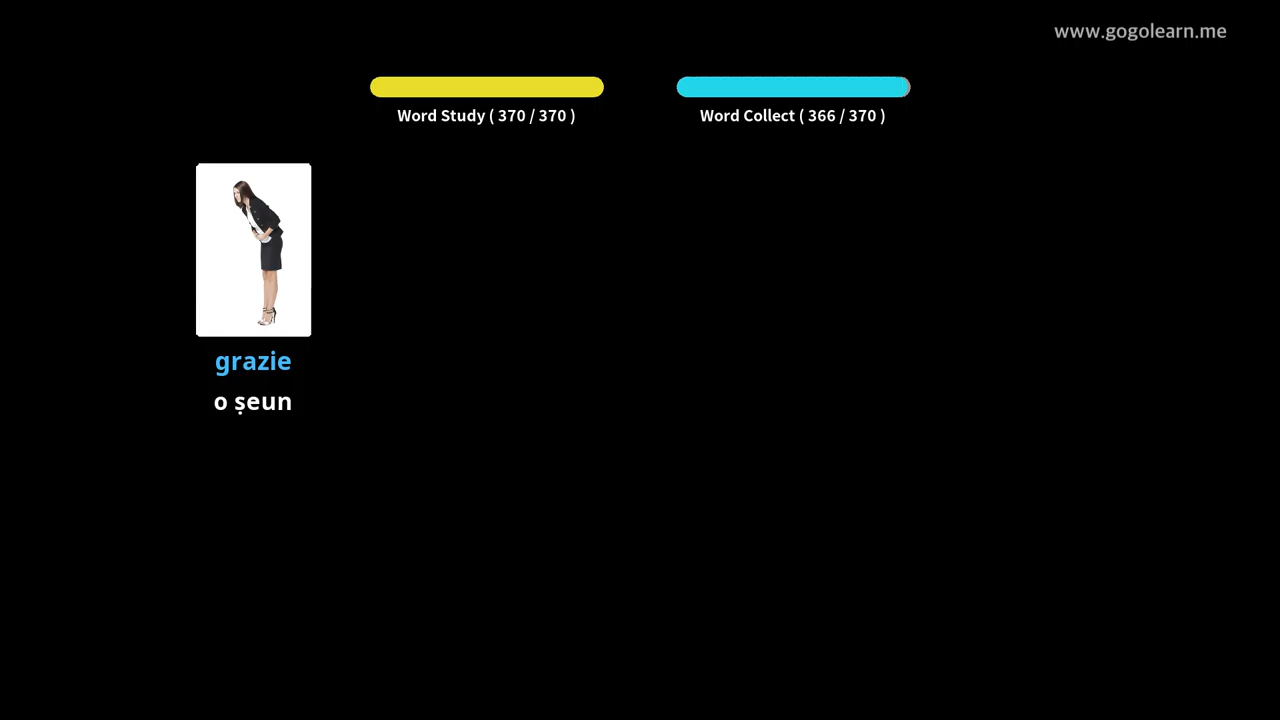 www.gogolearn.me
Word Study ( 370 / 370 )
Word Collect ( 366 / 370 )
grazie
o ṣeun